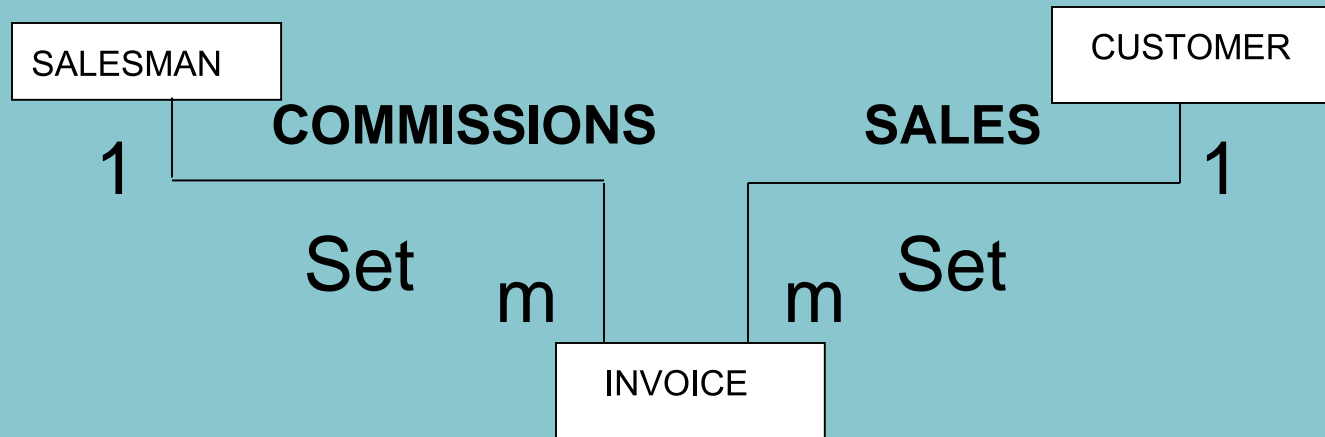 SALESMAN
CUSTOMER
COMMISSIONS
SALES
1
1
Set
Set
m
m
INVOICE